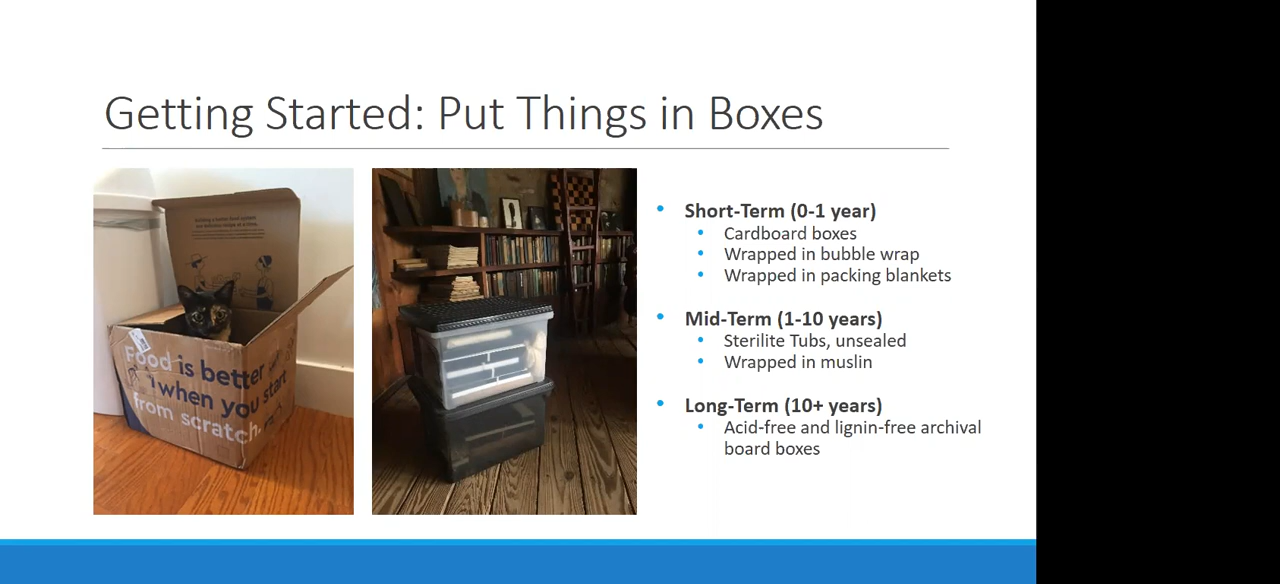 Getting Started: Put Things in Boxes
Food is better
when you start
from scratch.
• Short-Term (0-1 year)
• Cardboard boxes
• Wrapped in bubble wrap
• Wrapped in packing blankets
• Mid-Term (1-10 years)
• Sterilite Tubs, unsealed
• Wrapped in muslin
• Long-Term (10+ years)
• Acid-free and lignin-free archival
board boxes